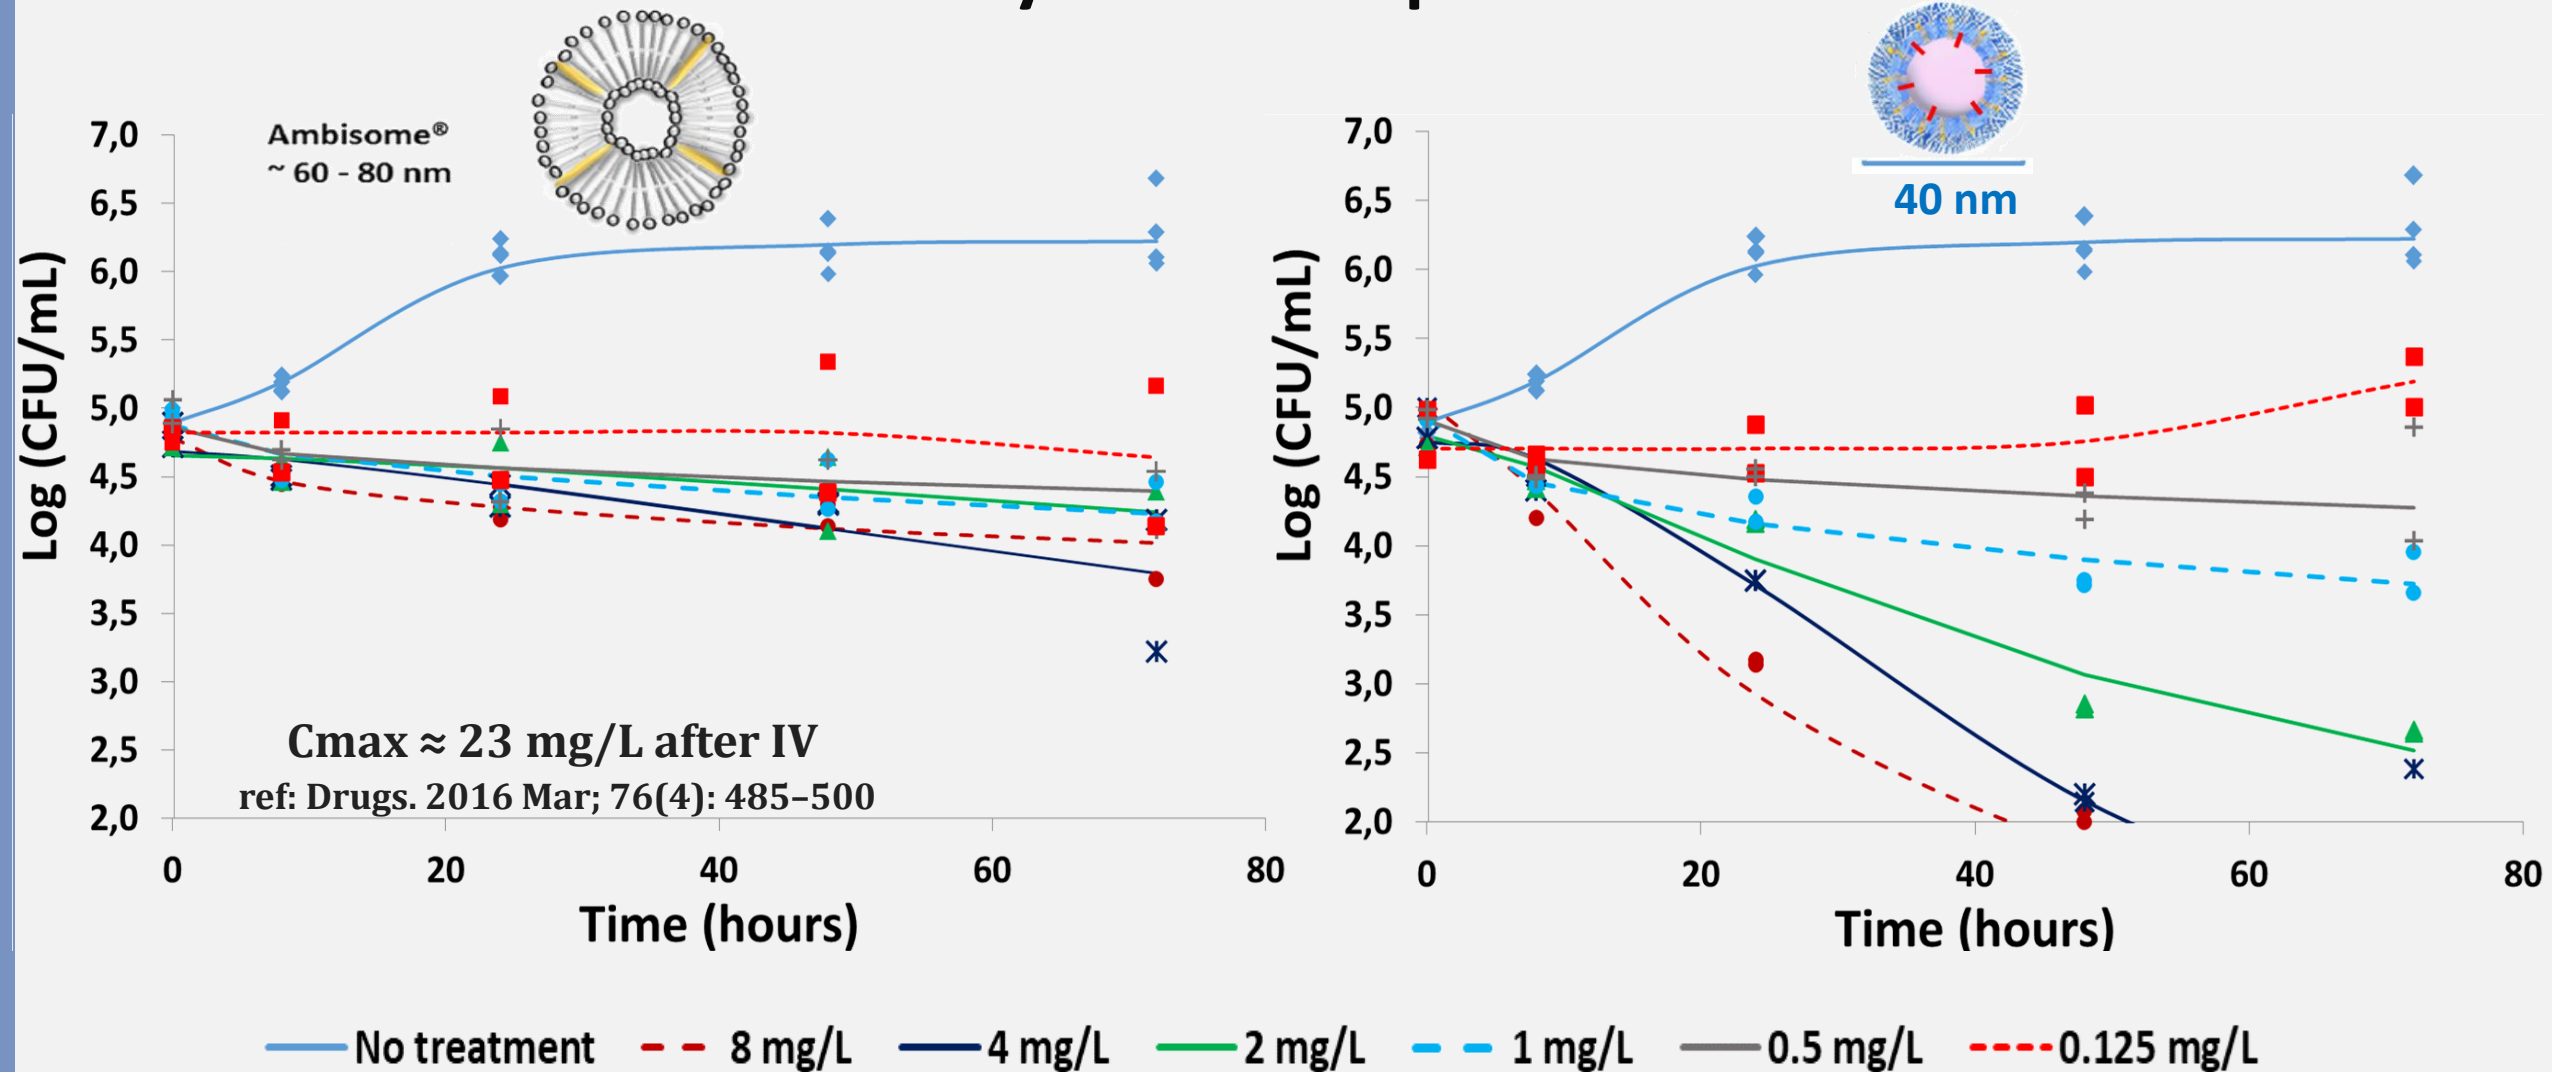 Ambisome®
~ 60 - 80 nm
7,0
6,5
6,0
5,5
5,0
4,5
4,0
3,5
3,0
2,5
2,0
Log (CFU/mL)
Cmax ≈ 23 mg/L after IV
ref: Drugs. 2016 Mar; 76(4): 485–500
0 20 40 60 80
Time (hours)
40 nm
7,0
6,5
6,0
5,5
5,0
4,5
4,0
3,5
3,0
2,5
2,0
Log (CFU/mL)
0 20 40 60 80
Time (hours)
No treatment 8 mg/L 4 mg/L 2 mg/L 1 mg/L 0.5 mg/L 0.125 mg/L